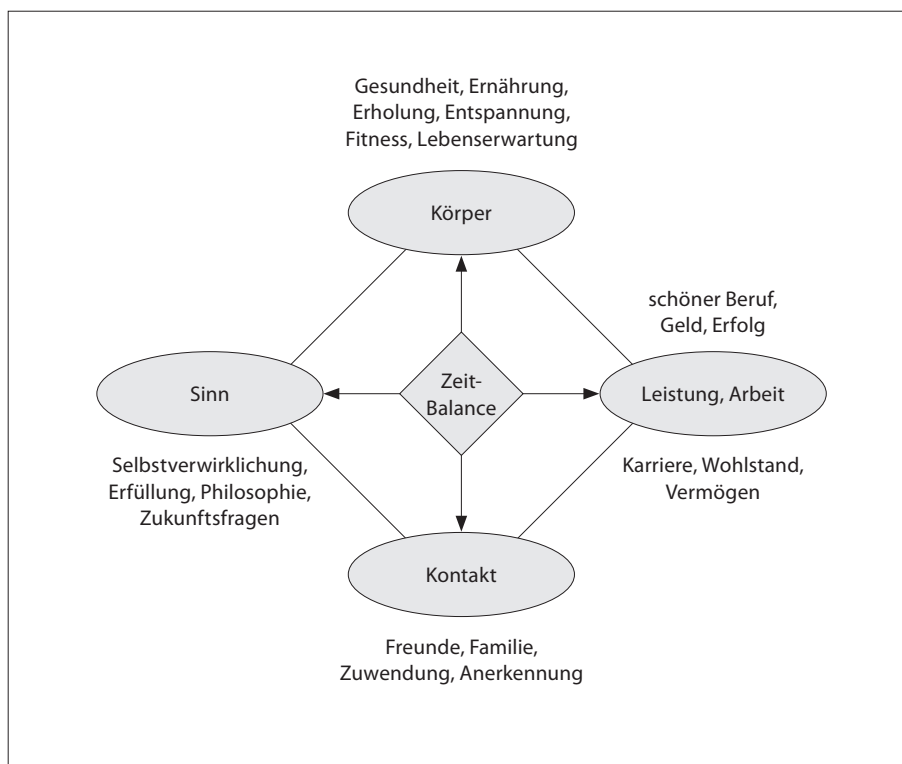 Gesundheit, Ernährung,
Erholung, Entspannung,
Fitness, Lebenserwartung
Körper
schöner Beruf,
Geld, Erfolg
Sinn
Zeit-
Balance
Leistung, Arbeit
Selbstverwirklichung,
Erfüllung, Philosophie,
Zukunftsfragen
Karriere, Wohlstand,
Vermögen
Kontakt
Freunde, Familie,
Zuwendung, Anerkennung